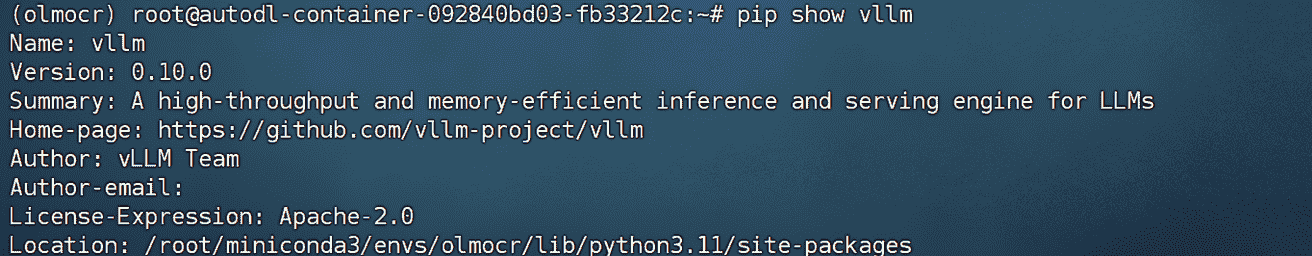 (olmocr) root@autodl-container-092840bd03-fb33212c:~# pip show vllm
Name: vllm
Version: 0.10.0
Summary: A high-throughput and memory-efficient inference and serving engine for LLMs
Home-page: https://github.com/vllm-project/vllm
Author: vLLM Team
Author-email:
License-Expression: Apache-2.0
Location: /root/miniconda3/envs/olmocr/lib/python3.11/site-packages